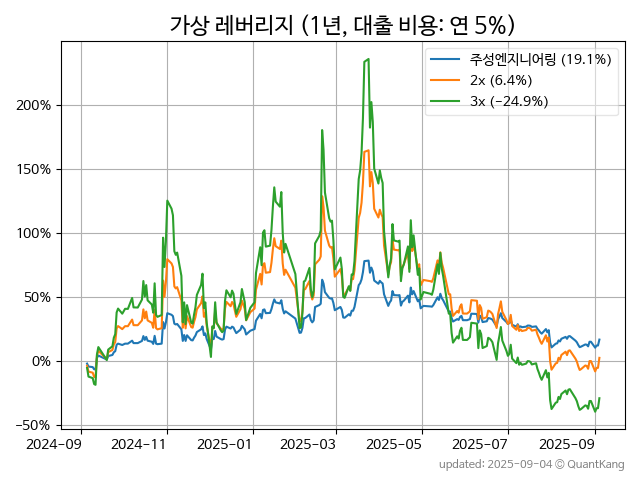 가상 레버리지 (1년, 대출 비용: 연 5%)
주성엔지니어링 (19.1%)
2x (6.4%)
3x (−24.9%)
200%
150%
100%
50%
0%
−50%
2024−09 2024−11 2025−01 2025−03 2025−05 2025−07 2025−09
updated: 2025-09-04 © QuantKang